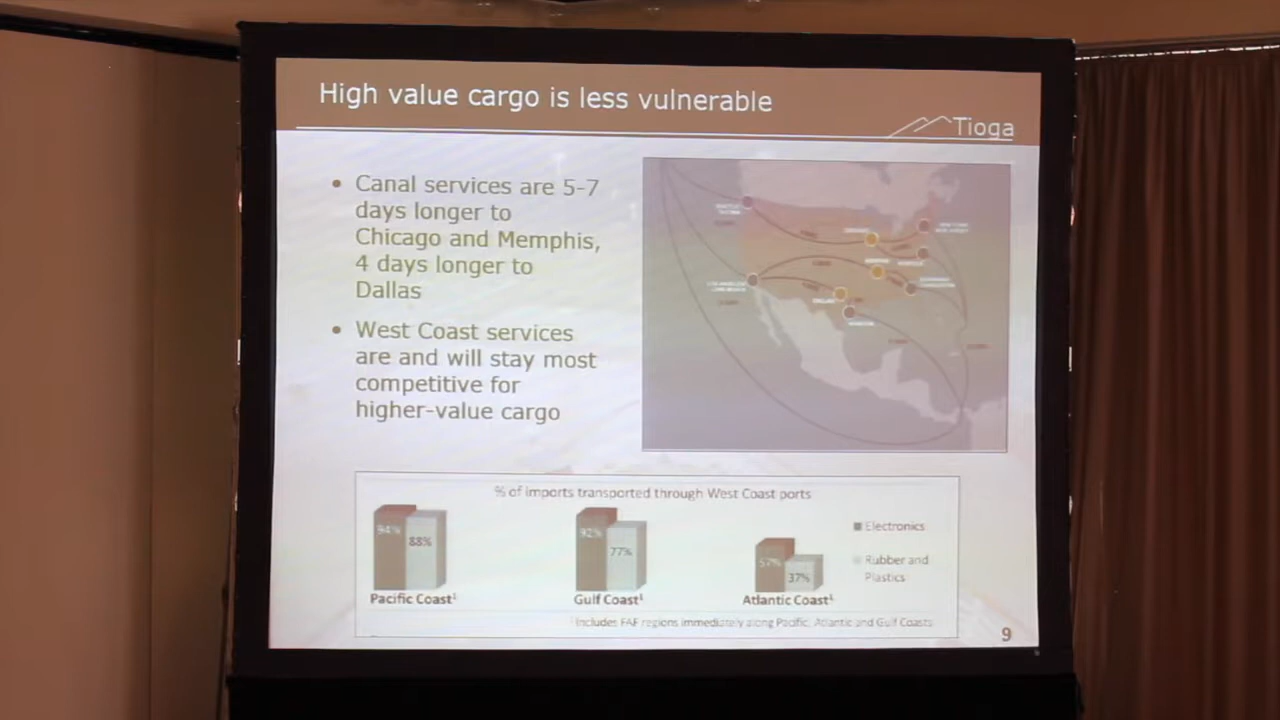 High value cargo is less vulnerable
Tioga
• Canal services are 5-7
days longer to
Chicago and Memphis,
4 days longer to
Dallas
• West Coast services
are and will stay most
competitive for
higher-value cargo
% of imports transported through West Coast ports
94%
88%
Pacific Coast¹
92%
77%
Gulf Coast¹
57%
37%
Atlantic Coast¹
Electronics
Rubber and
Plastics
¹Includes FAF regions immediately along Pacific, Atlantic and Gulf Coasts
9